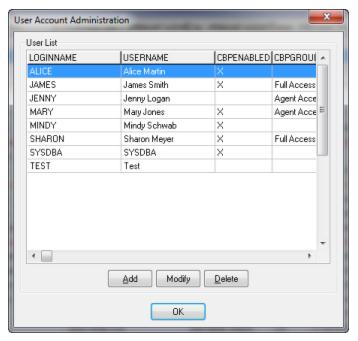 User Account Administration
User List
LOGINNAME USERNAME CBPENABLED CBPGROUI
ALICE Alice Martin X
JAMES James Smith X Full Access
JENNY Jenny Logan Agent Acce
MARY Mary Jones X Agent Acce
MINDY Mindy Schwab X
SHARON Sharon Meyer X Full Access
SYSDBA SYSDBA X
TEST Test
Add Modify Delete
OK